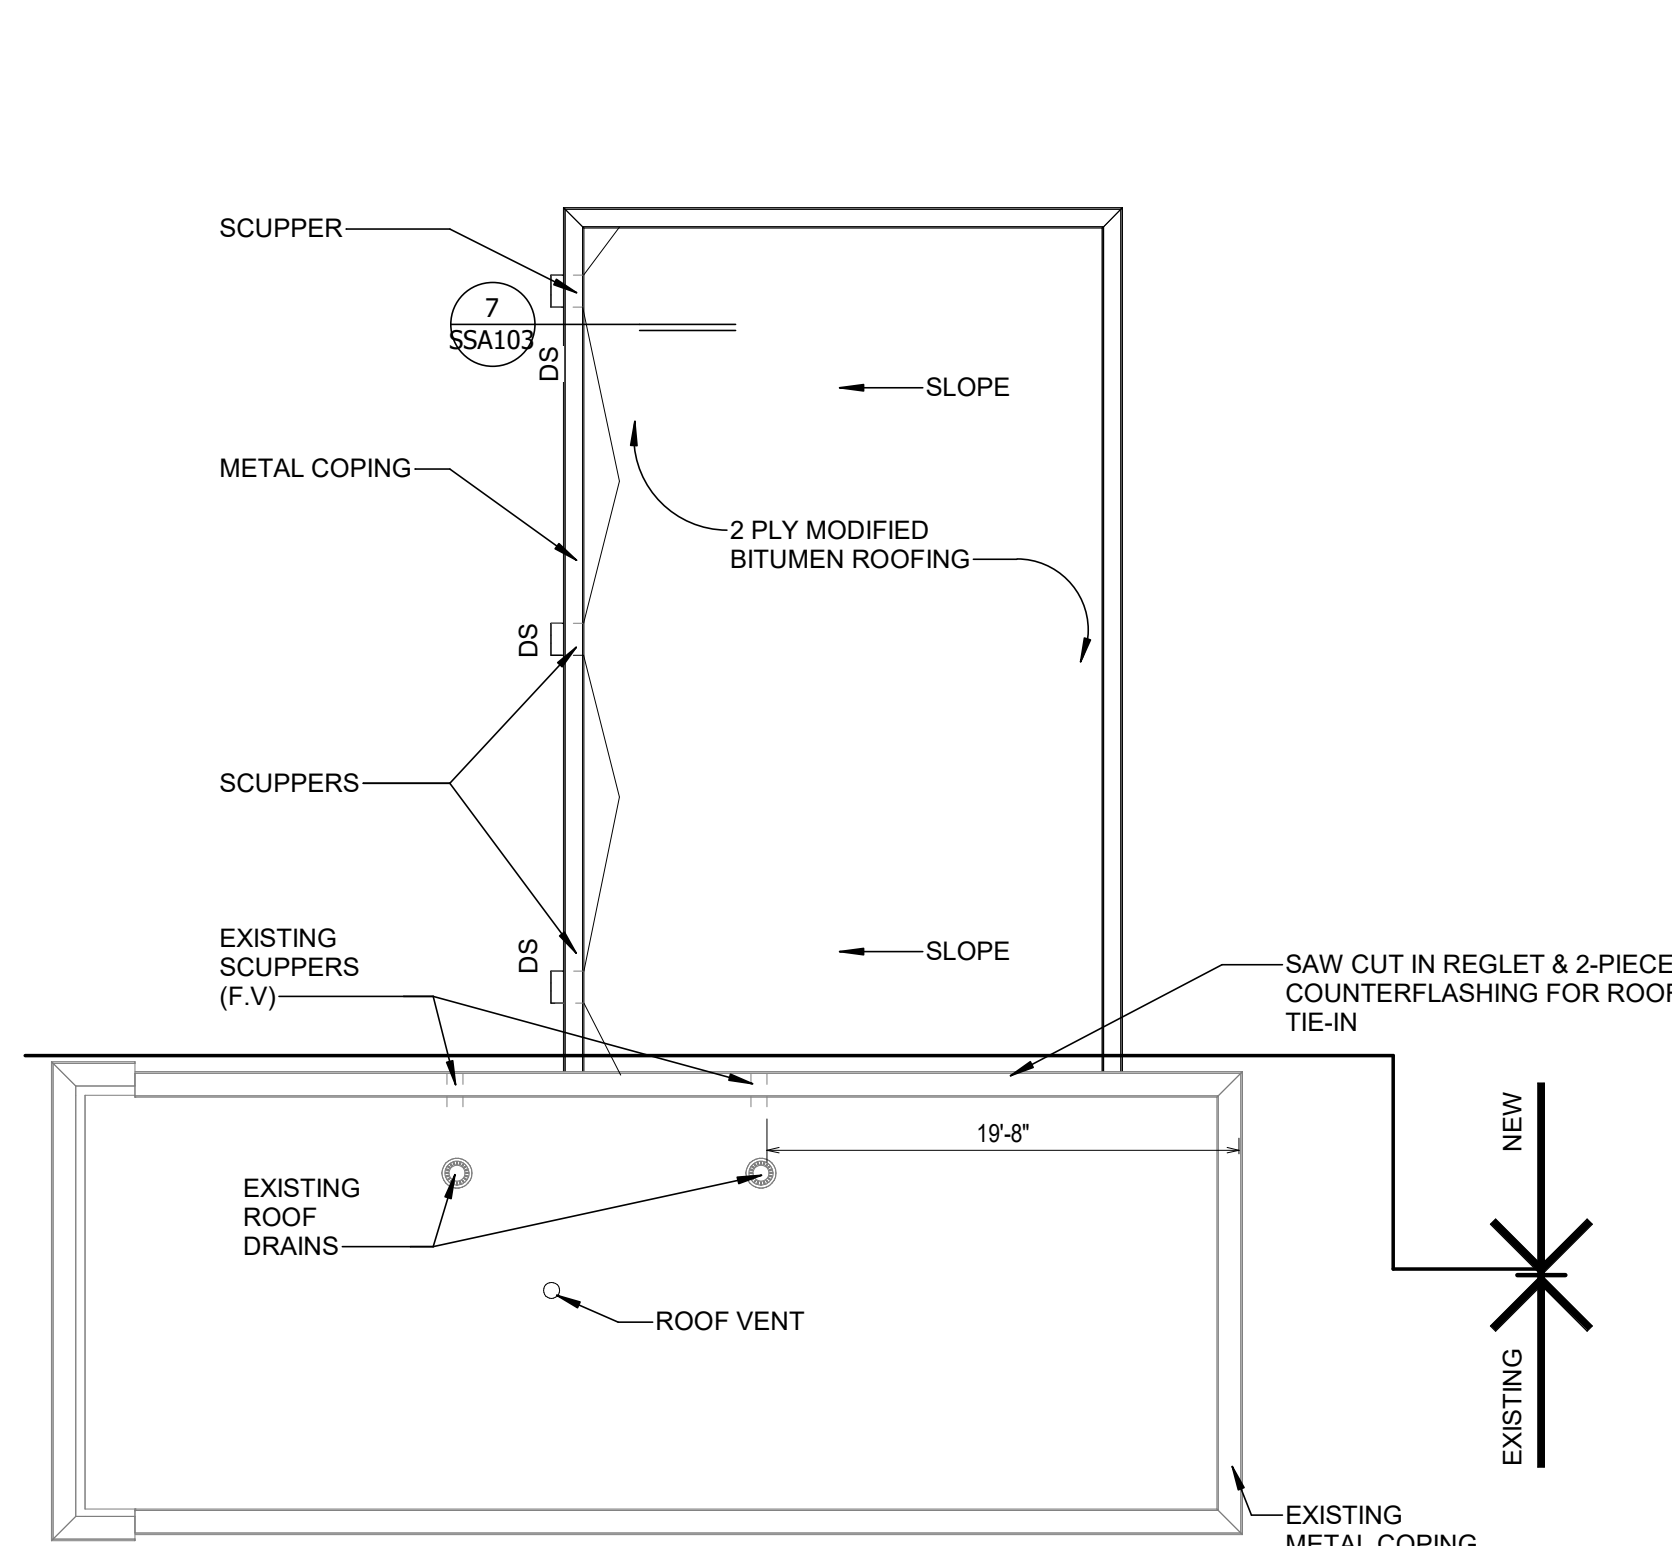 SCUPPER
7
SSA103
DS
SLOPE
METAL COPING
2 PLY MODIFIED
BITUMEN ROOFING
DS
SCUPPERS
DS
SLOPE
EXISTING
SCUPPERS
(F.V)
SAW CUT IN REGLET & 2-PIECE
COUNTERFLASHING FOR ROOF
TIE-IN
NEW
19'-8"
EXISTING
ROOF
DRAINS
ROOF VENT
EXISTING
EXISTING
METAL COPING